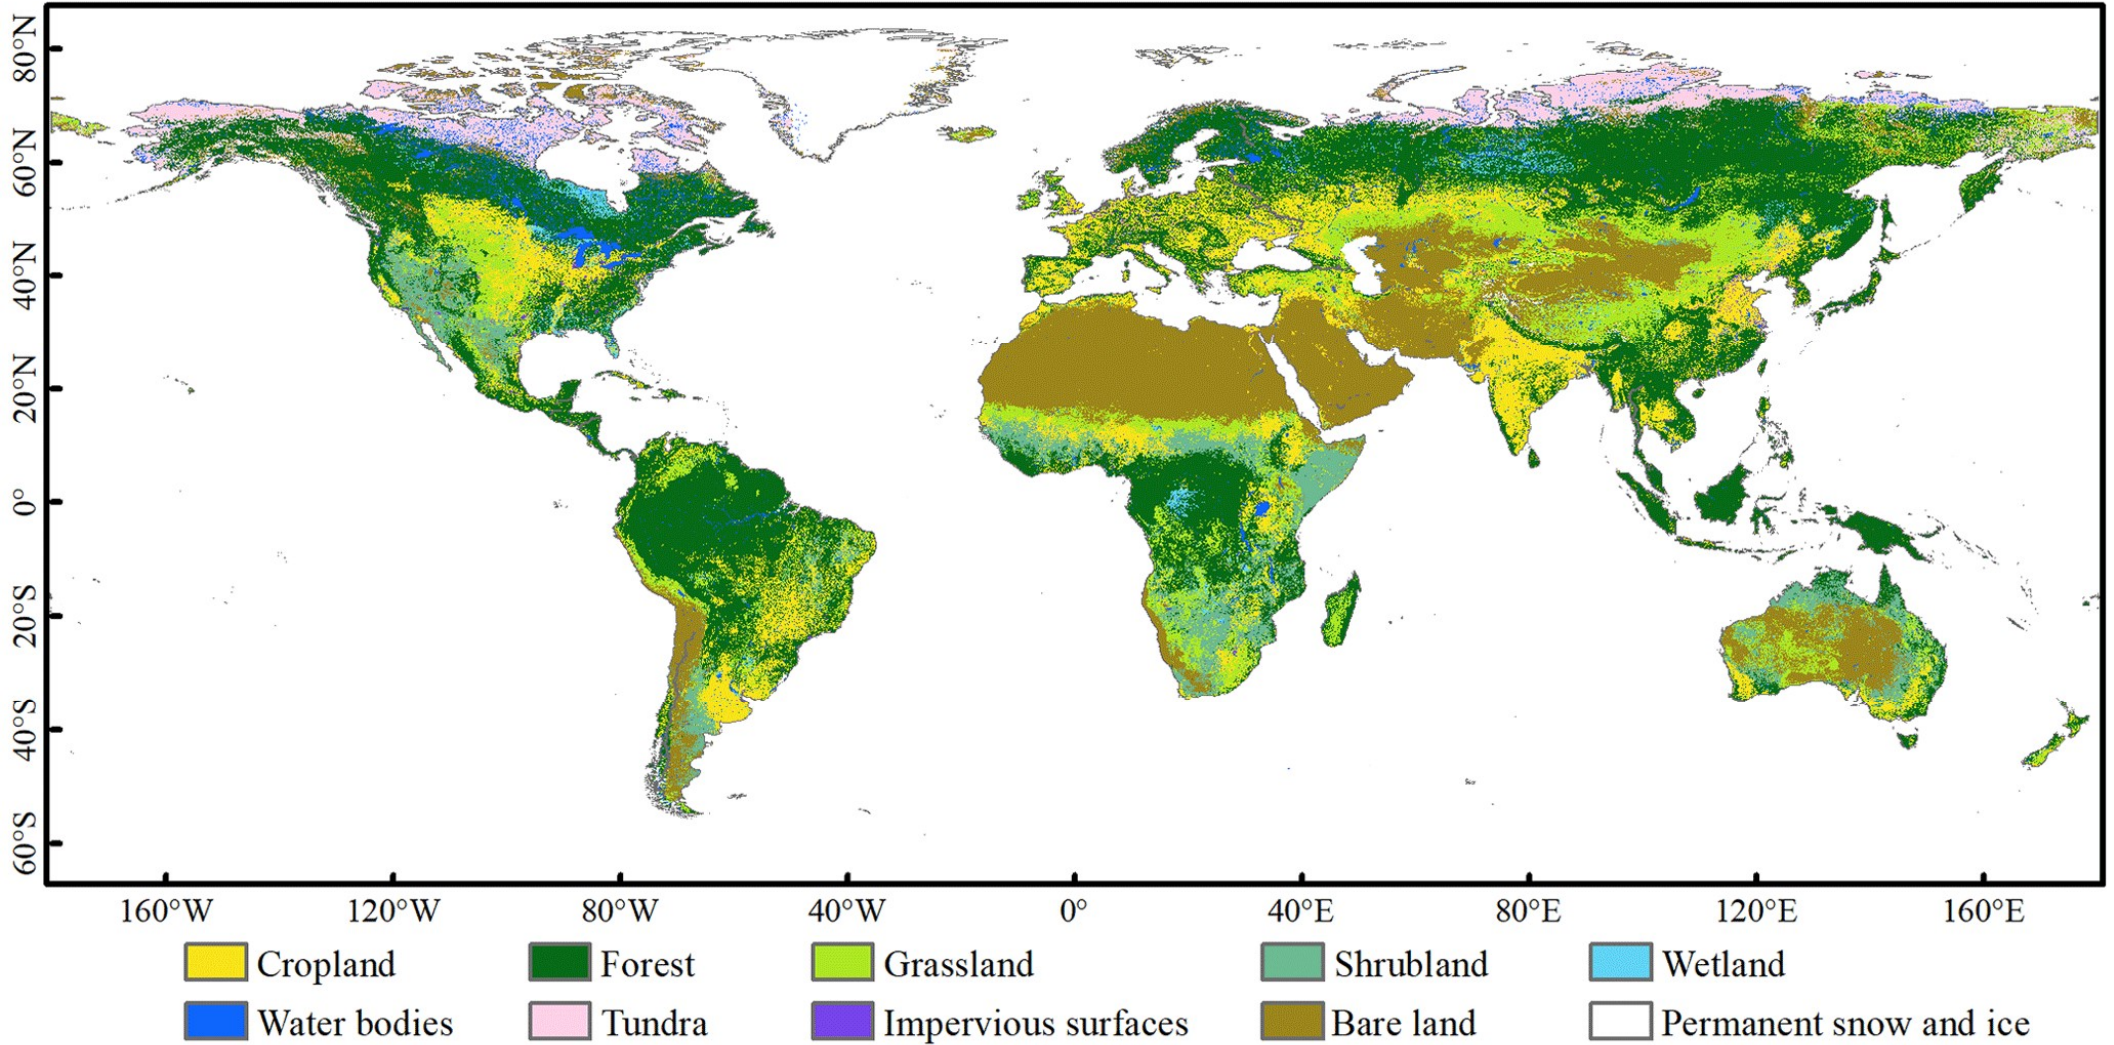 80°N
60°N
40°N
20°N
0°
20°S
40°S
60°S
160°W 120°W 80°W 40°W 0° 40°E 80°E 120°E 160°E
Cropland Forest Grassland Shrubland Wetland
Water bodies Tundra Impervious surfaces Bare land Permanent snow and ice